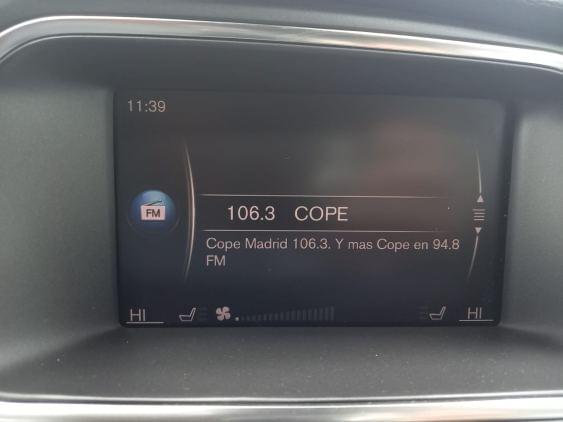 11:39
FM
106.3 COPE
Cope Madrid 106.3. Y mas Cope en 94.8
FM
HI HI